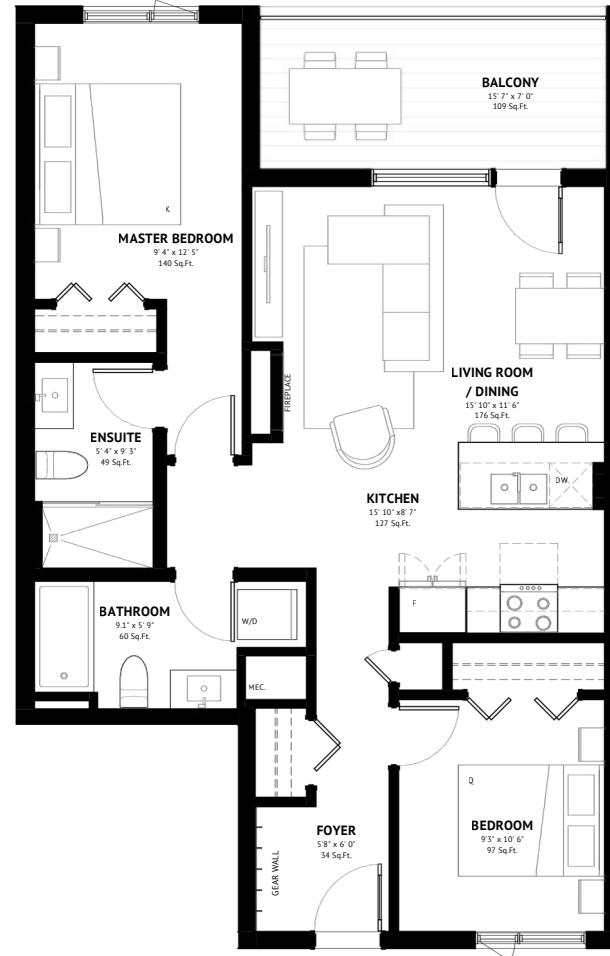 BALCONY
15' 7" x 7' 0"
109 Sq.Ft.
K
MASTER BEDROOM
9' 4" x 12' 5"
140 Sq.Ft.
FIREPLACE
LIVING ROOM
/ DINING
15' 10" x 11' 6"
176 Sq.Ft.
ENSUITE
5' 4" x 9' 3"
49 Sq.Ft.
DW
KITCHEN
15' 10" x8' 7"
127 Sq.Ft.
F
BATHROOM
9.1" x 5' 9"
60 Sq.Ft.
W/D
MEC.
Q
FOYER
5'8" x 6' 0"
34 Sq.Ft.
GEAR WALL
BEDROOM
9'3" x 10' 6"
97 Sq.Ft.